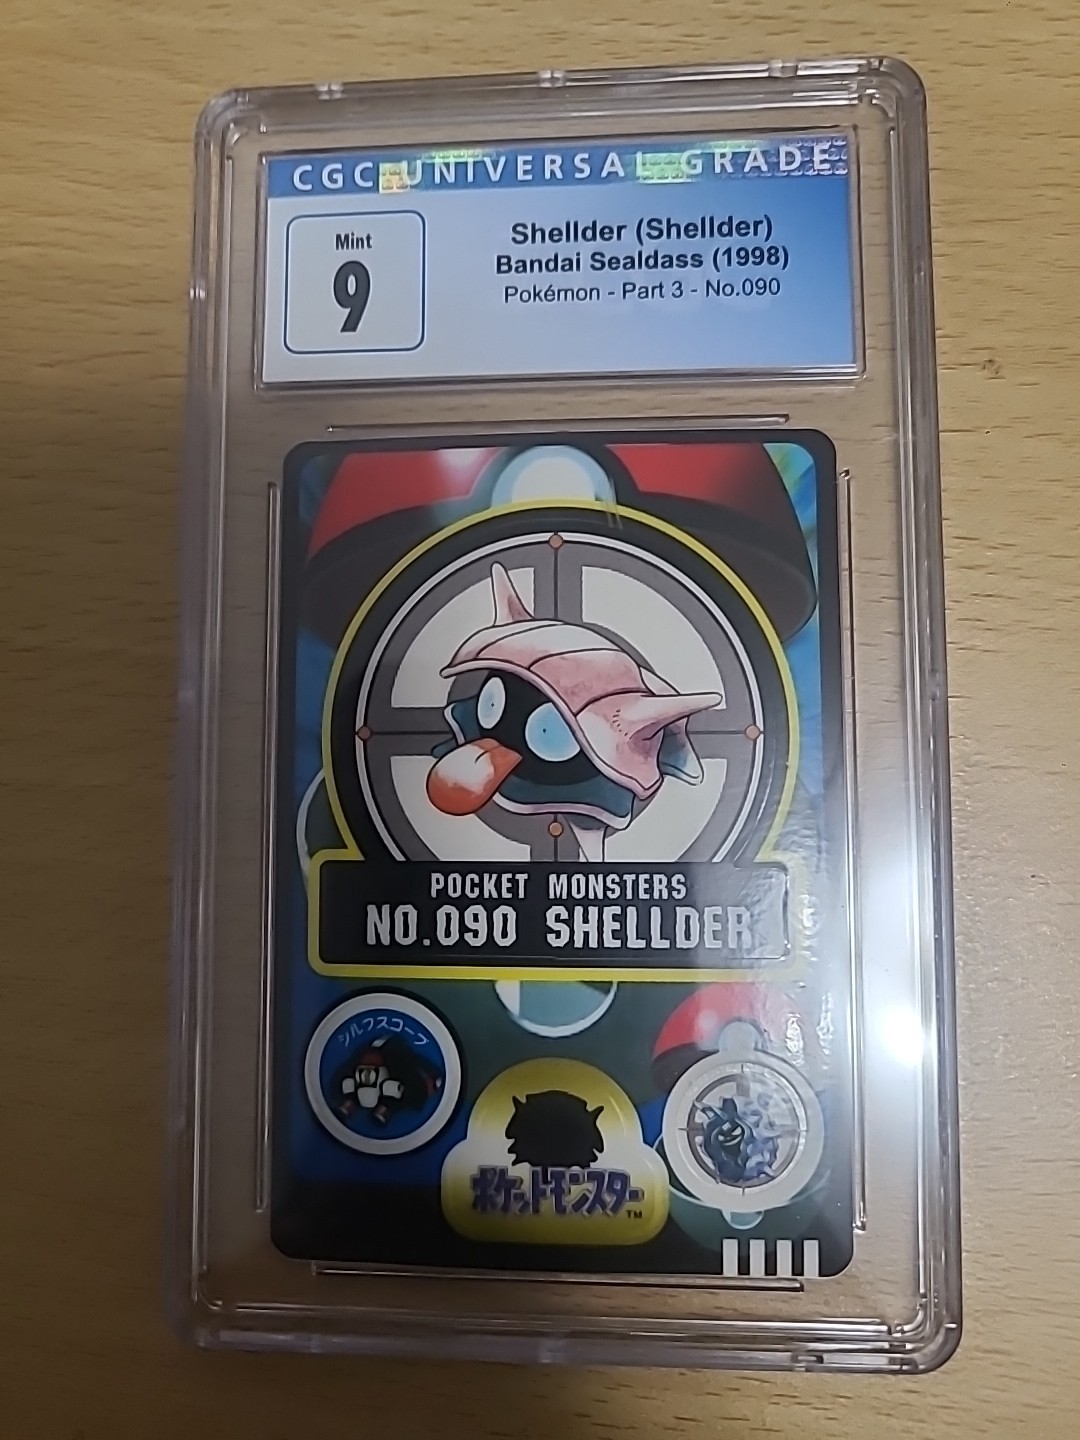 CGC UNIVERSAL GRADE
Mint
9
Shellder (Shellder)
Bandai Sealdass (1998)
Pokémon - Part 3 - No.090
POCKET MONSTERS
NO.090 SHELLDER
シルフスコープ
ポケットモンスター
TM